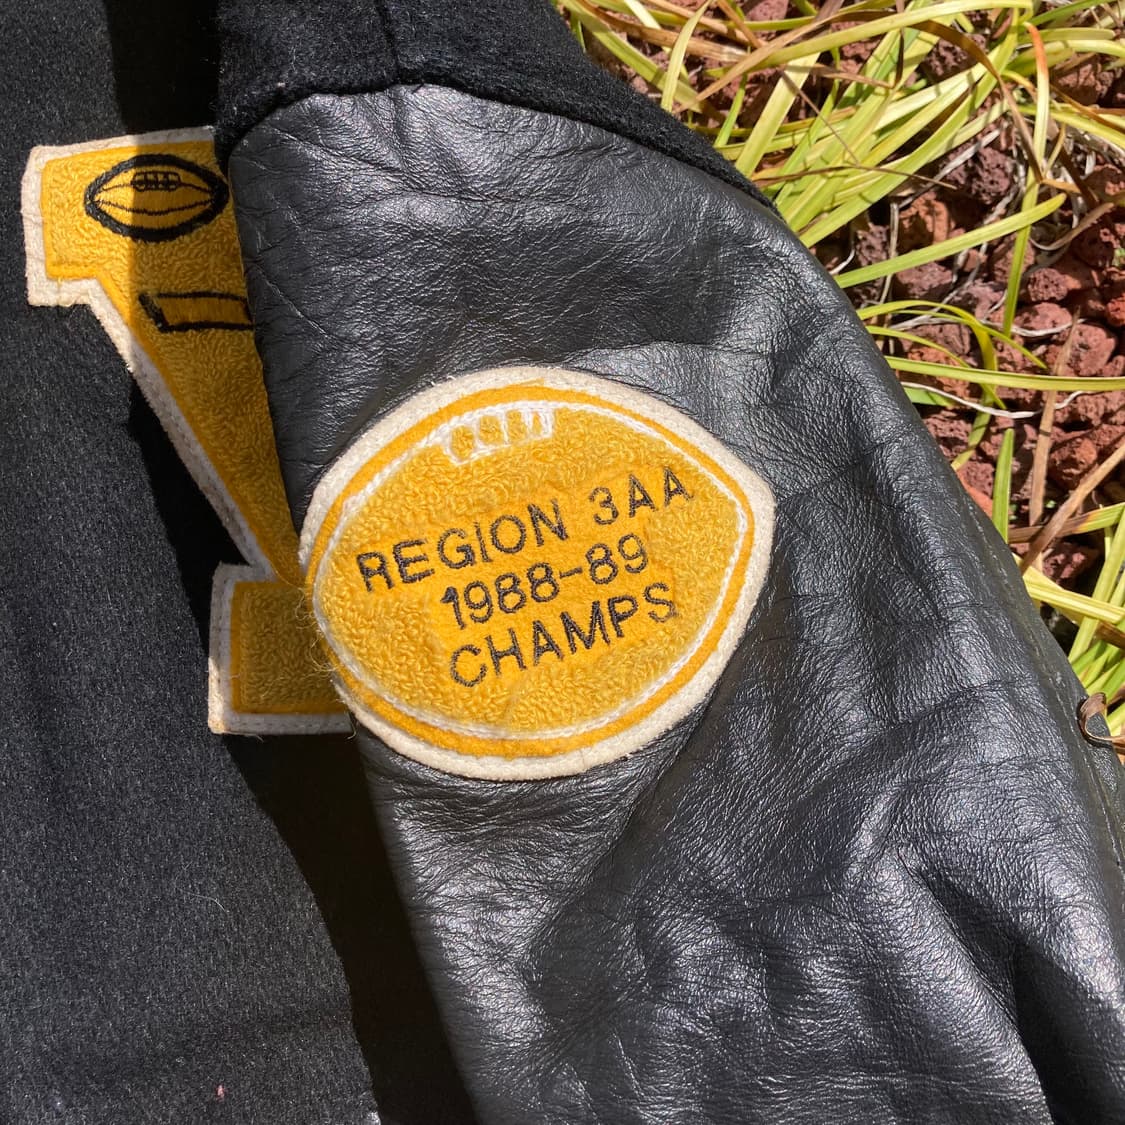 REGION 3AA
1988-89
CHAMPS